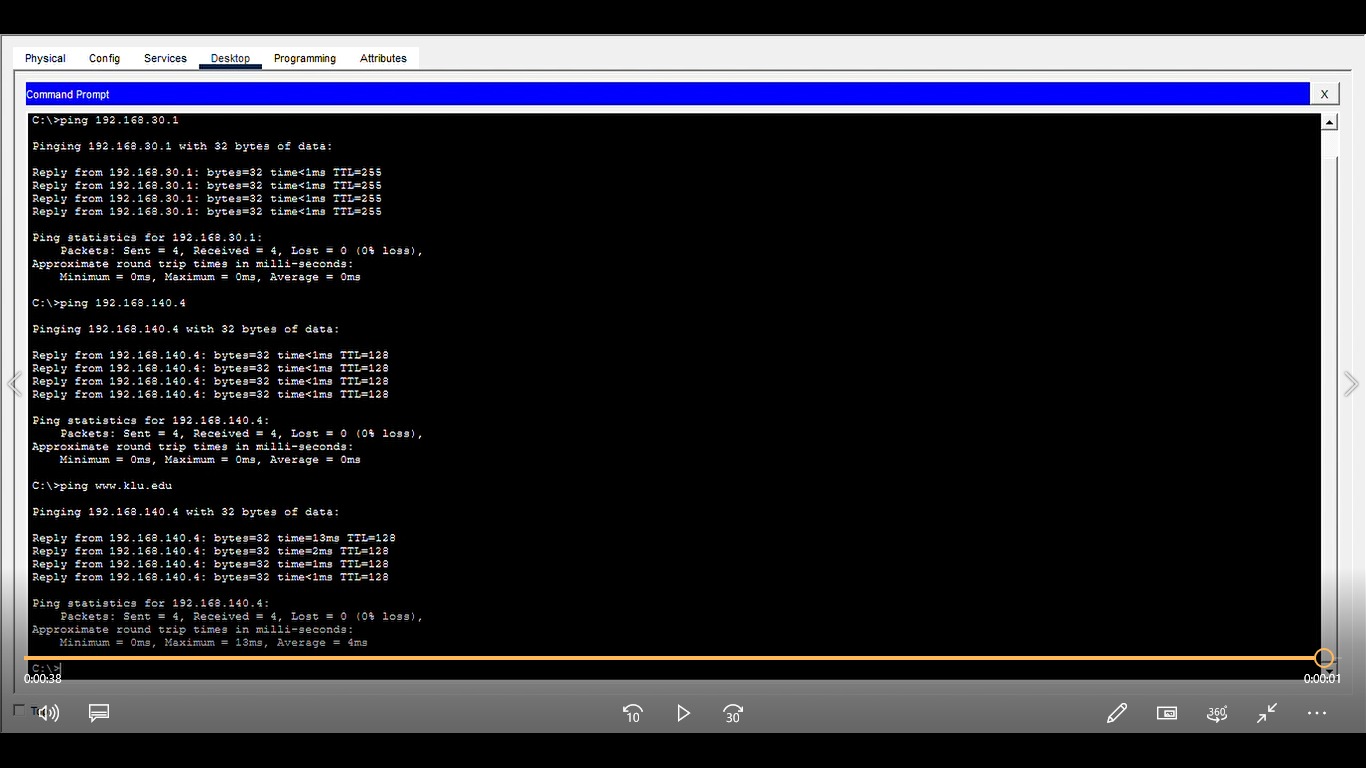 Physical Config Services Desktop Programming Attributes
Command Prompt X
C:\>ping 192.168.30.1
Pinging 192.168.30.1 with 32 bytes of data:
Reply from 192.168.30.1: bytes=32 time<1ms TTL=255
Reply from 192.168.30.1: bytes=32 time<1ms TTL=255
Reply from 192.168.30.1: bytes=32 time<1ms TTL=255
Reply from 192.168.30.1: bytes=32 time<1ms TTL=255
Ping statistics for 192.168.30.1:
Packets: Sent = 4, Received = 4, Lost = 0 (0% loss),
Approximate round trip times in milli-seconds:
Minimum = 0ms, Maximum = 0ms, Average = 0ms
C:\>ping 192.168.140.4
Pinging 192.168.140.4 with 32 bytes of data:
Reply from 192.168.140.4: bytes=32 time<1ms TTL=128
Reply from 192.168.140.4: bytes=32 time<1ms TTL=128
Reply from 192.168.140.4: bytes=32 time<1ms TTL=128
Reply from 192.168.140.4: bytes=32 time<1ms TTL=128
Ping statistics for 192.168.140.4:
Packets: Sent = 4, Received = 4, Lost = 0 (0% loss),
Approximate round trip times in milli-seconds:
Minimum = 0ms, Maximum = 0ms, Average = 0ms
C:\>ping www.klu.edu
Pinging 192.168.140.4 with 32 bytes of data:
Reply from 192.168.140.4: bytes=32 time=13ms TTL=128
Reply from 192.168.140.4: bytes=32 time=2ms TTL=128
Reply from 192.168.140.4: bytes=32 time=1ms TTL=128
Reply from 192.168.140.4: bytes=32 time<1ms TTL=128
Ping statistics for 192.168.140.4:
Packets: Sent = 4, Received = 4, Lost = 0 (0% loss),
Approximate round trip times in milli-seconds:
Minimum = 0ms, Maximum = 13ms, Average = 4ms
C:\>
0:00:38 0:00:01
10 30 360°